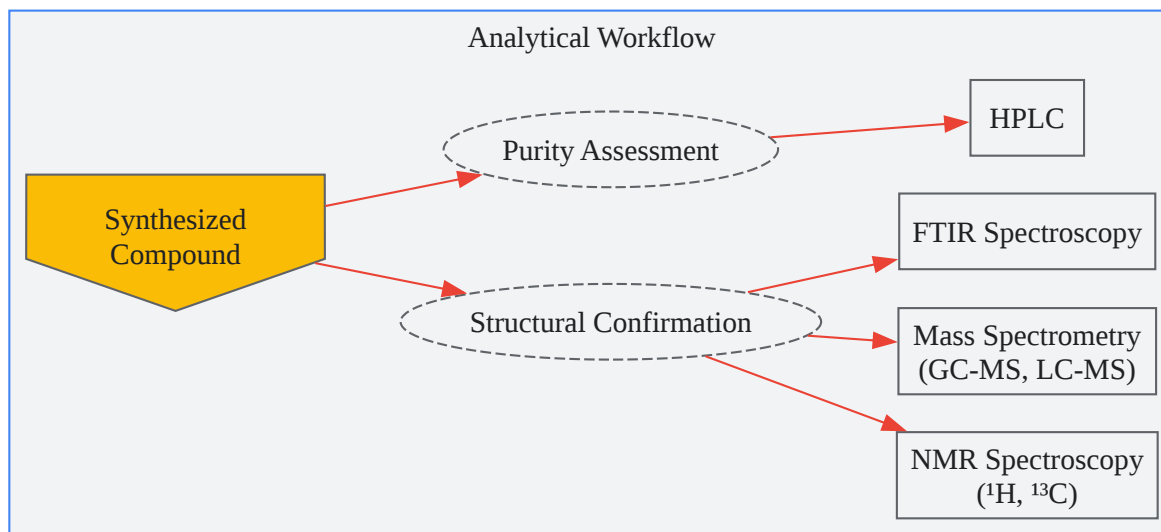 Analytical Workflow
Synthesized
Compound
Purity Assessment
Structural Confirmation
HPLC
FTIR Spectroscopy
Mass Spectrometry
(GC-MS, LC-MS)
NMR Spectroscopy
(¹H, ¹³C)